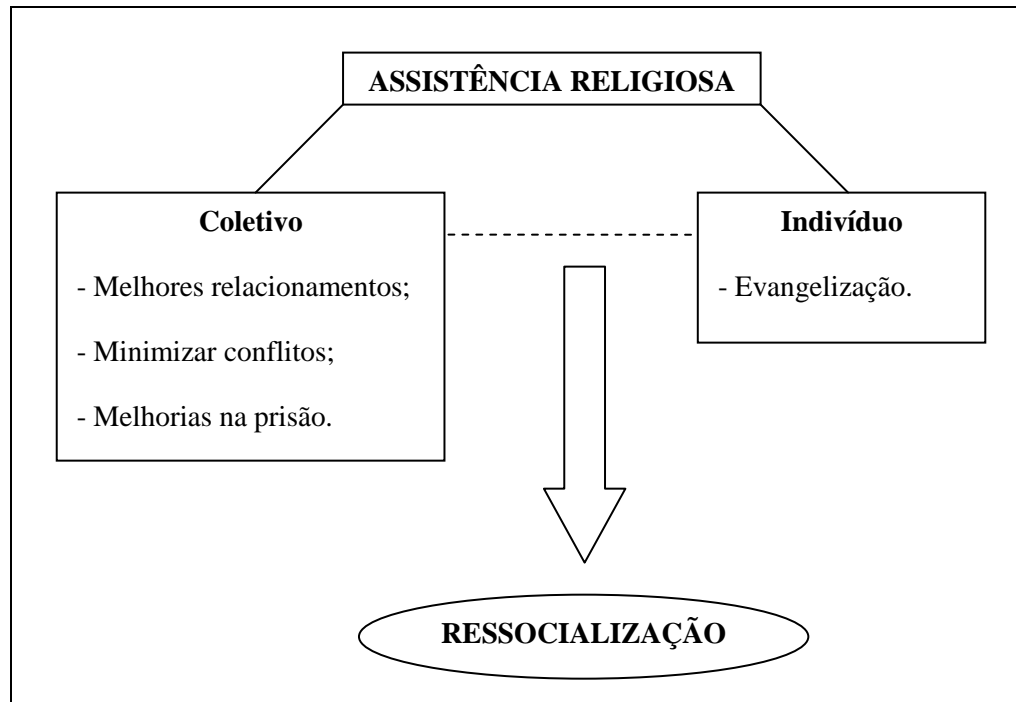 ASSISTÊNCIA RELIGIOSA
Coletivo
- Melhores relacionamentos;
- Minimizar conflitos;
- Melhorias na prisão.
Indivíduo
- Evangelização.
RESSOCIALIZAÇÃO